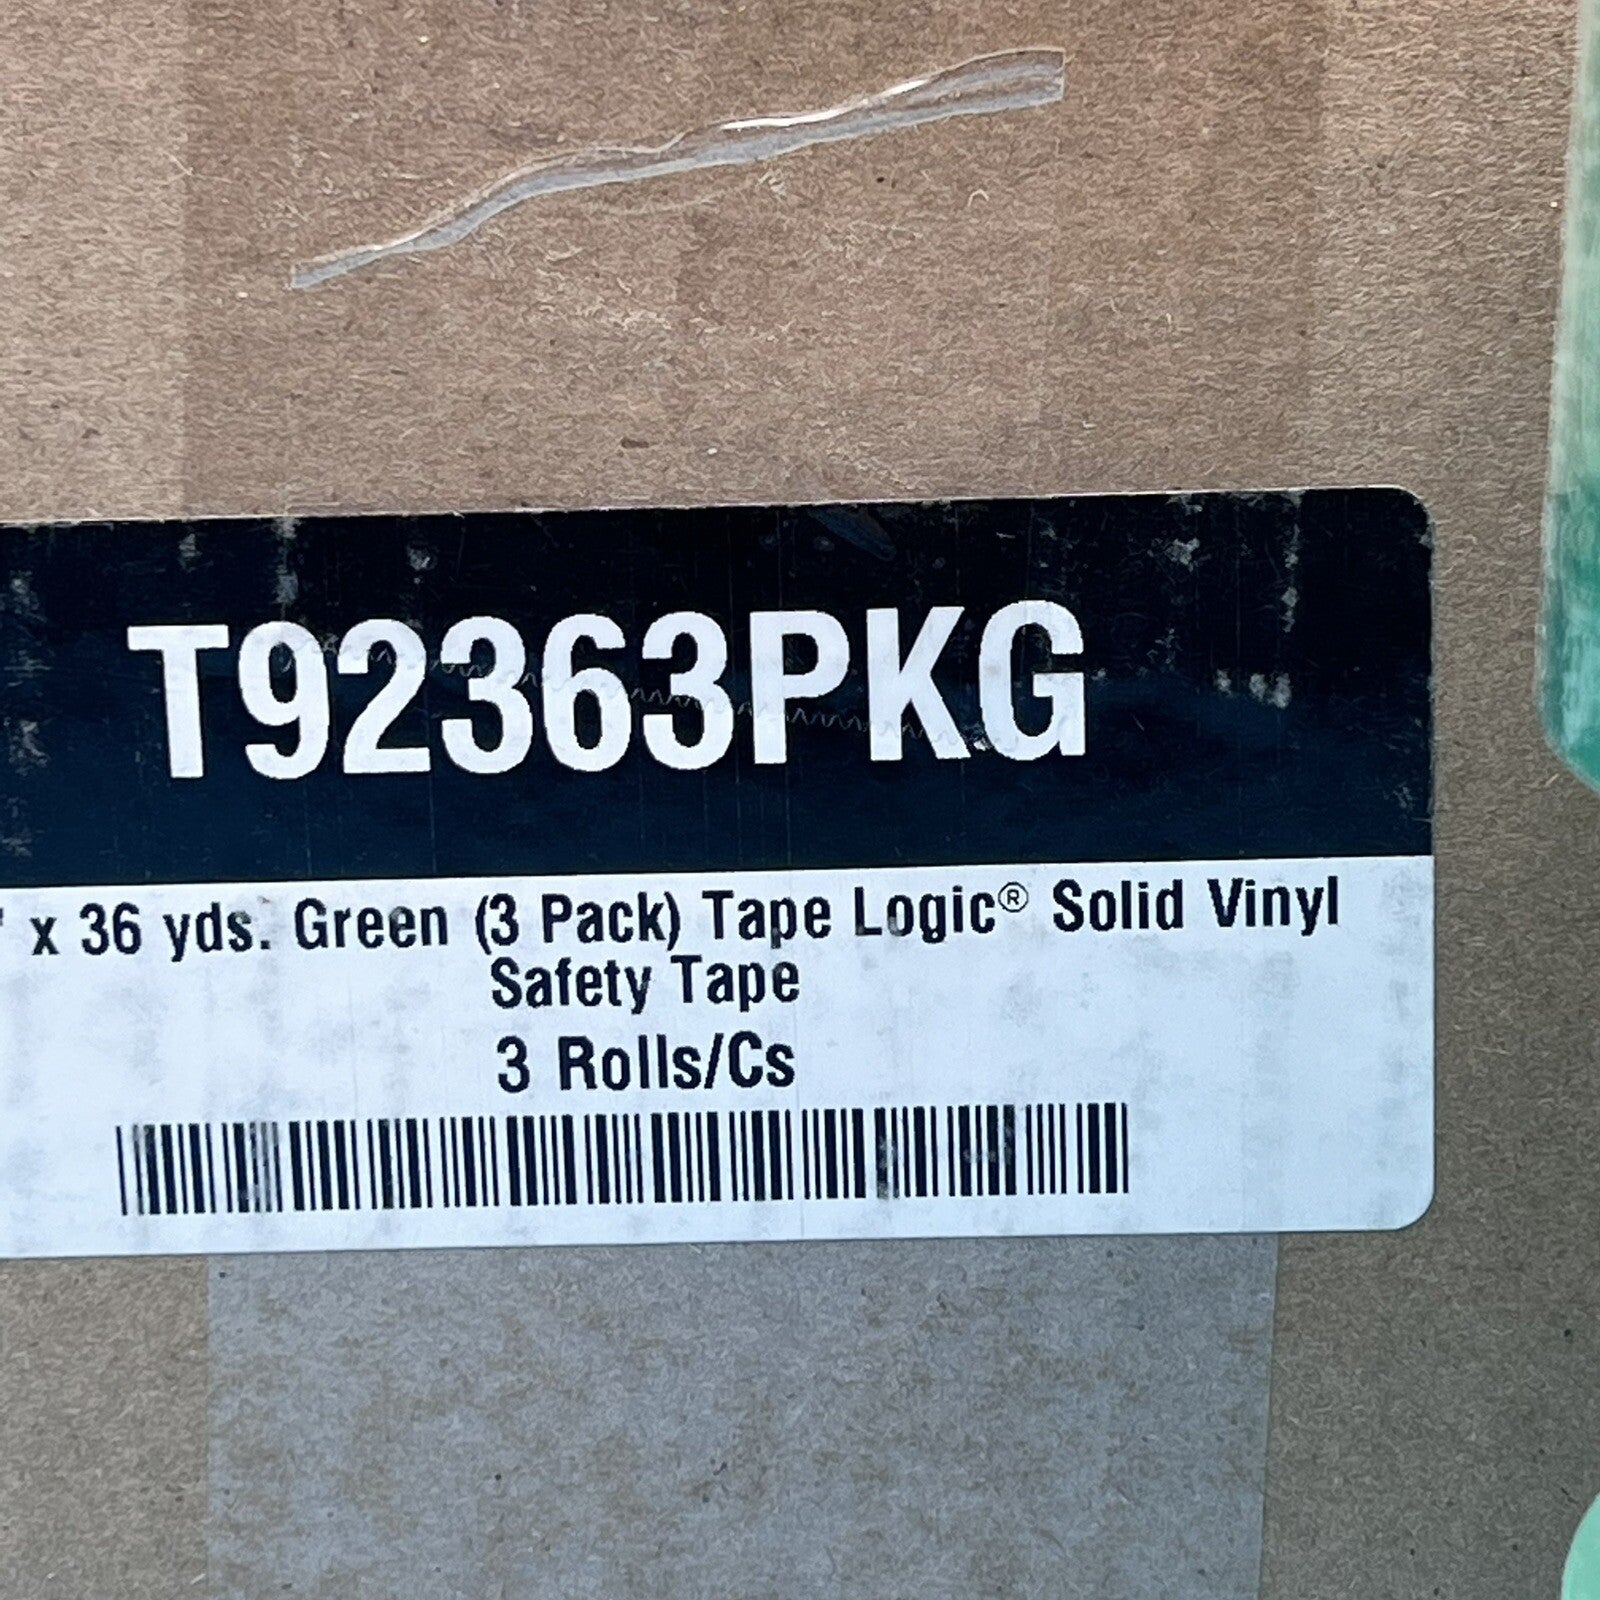 T92363PKG
" x 36 yds. Green (3 Pack) Tape Logic® Solid Vinyl
Safety Tape
3 Rolls/Cs